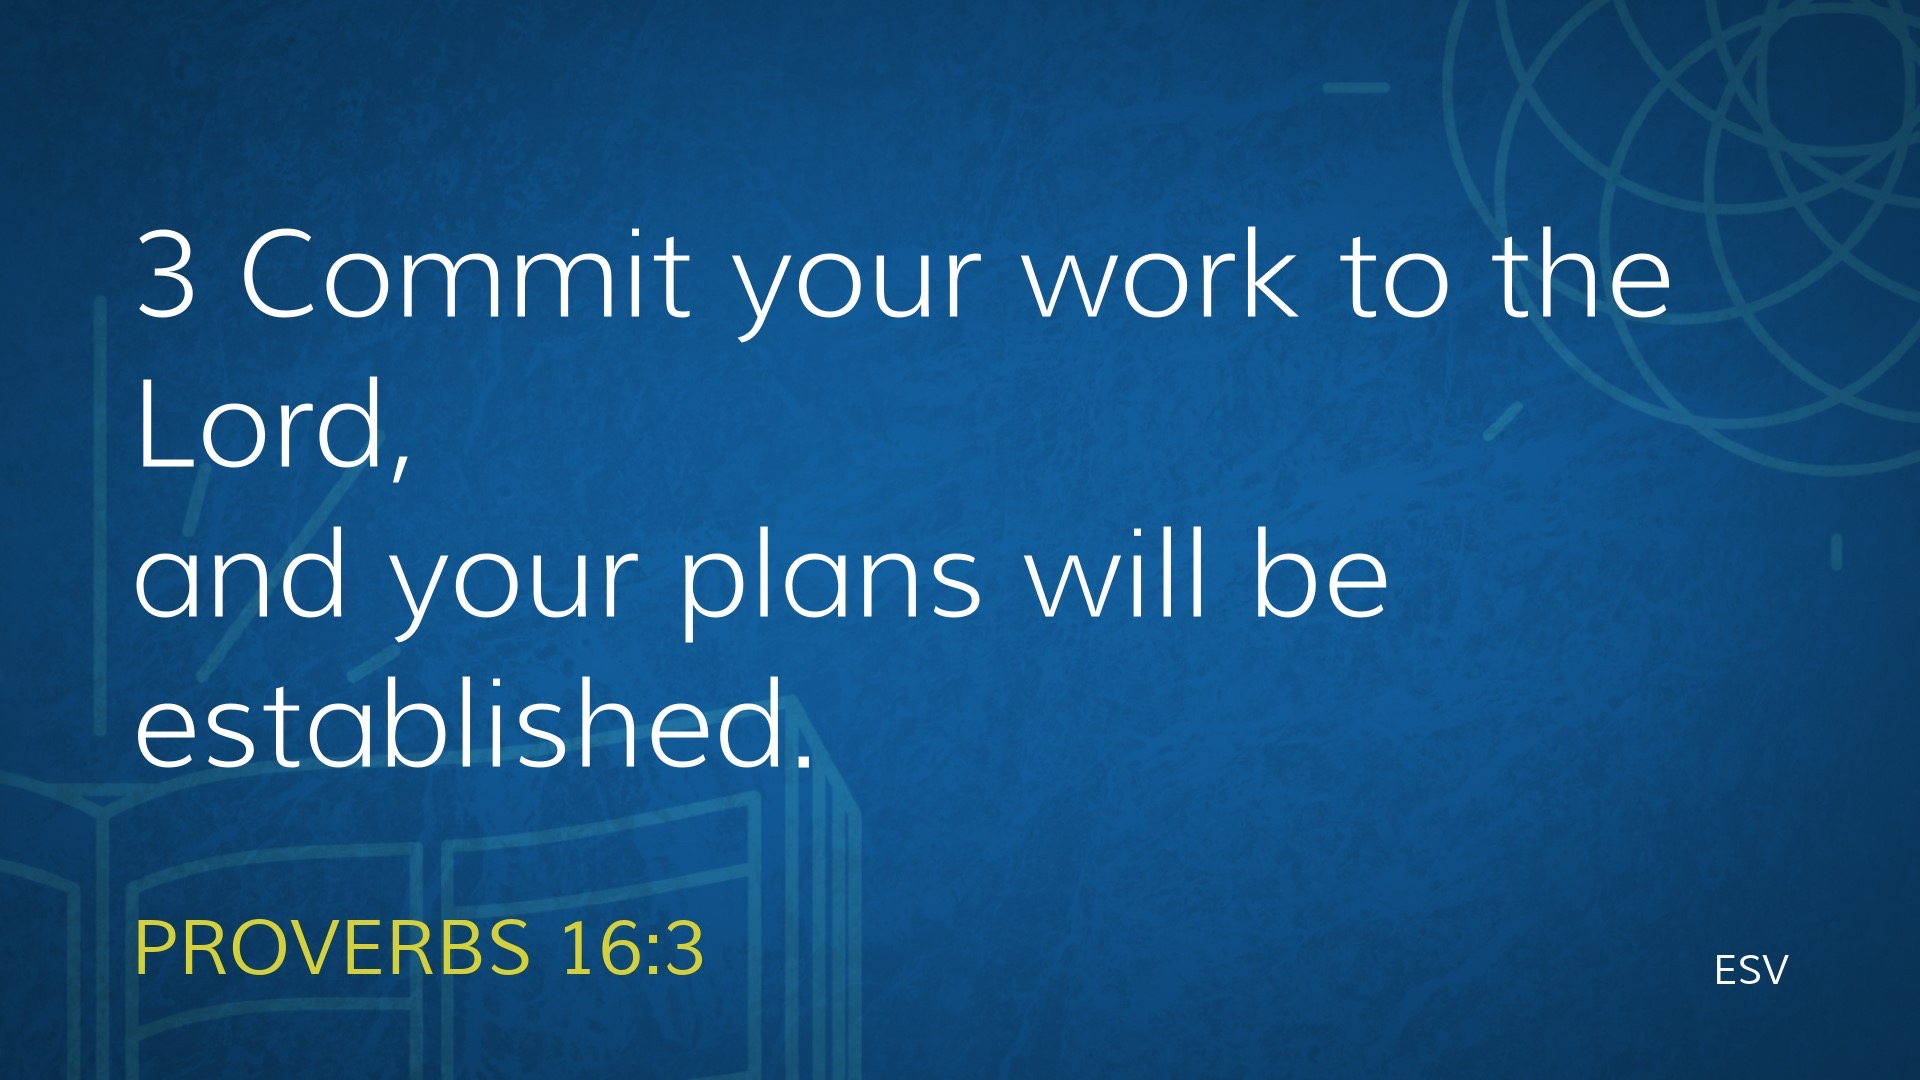 3 Commit your work to the
Lord,
and your plans will be
established.
PROVERBS 16:3
ESV